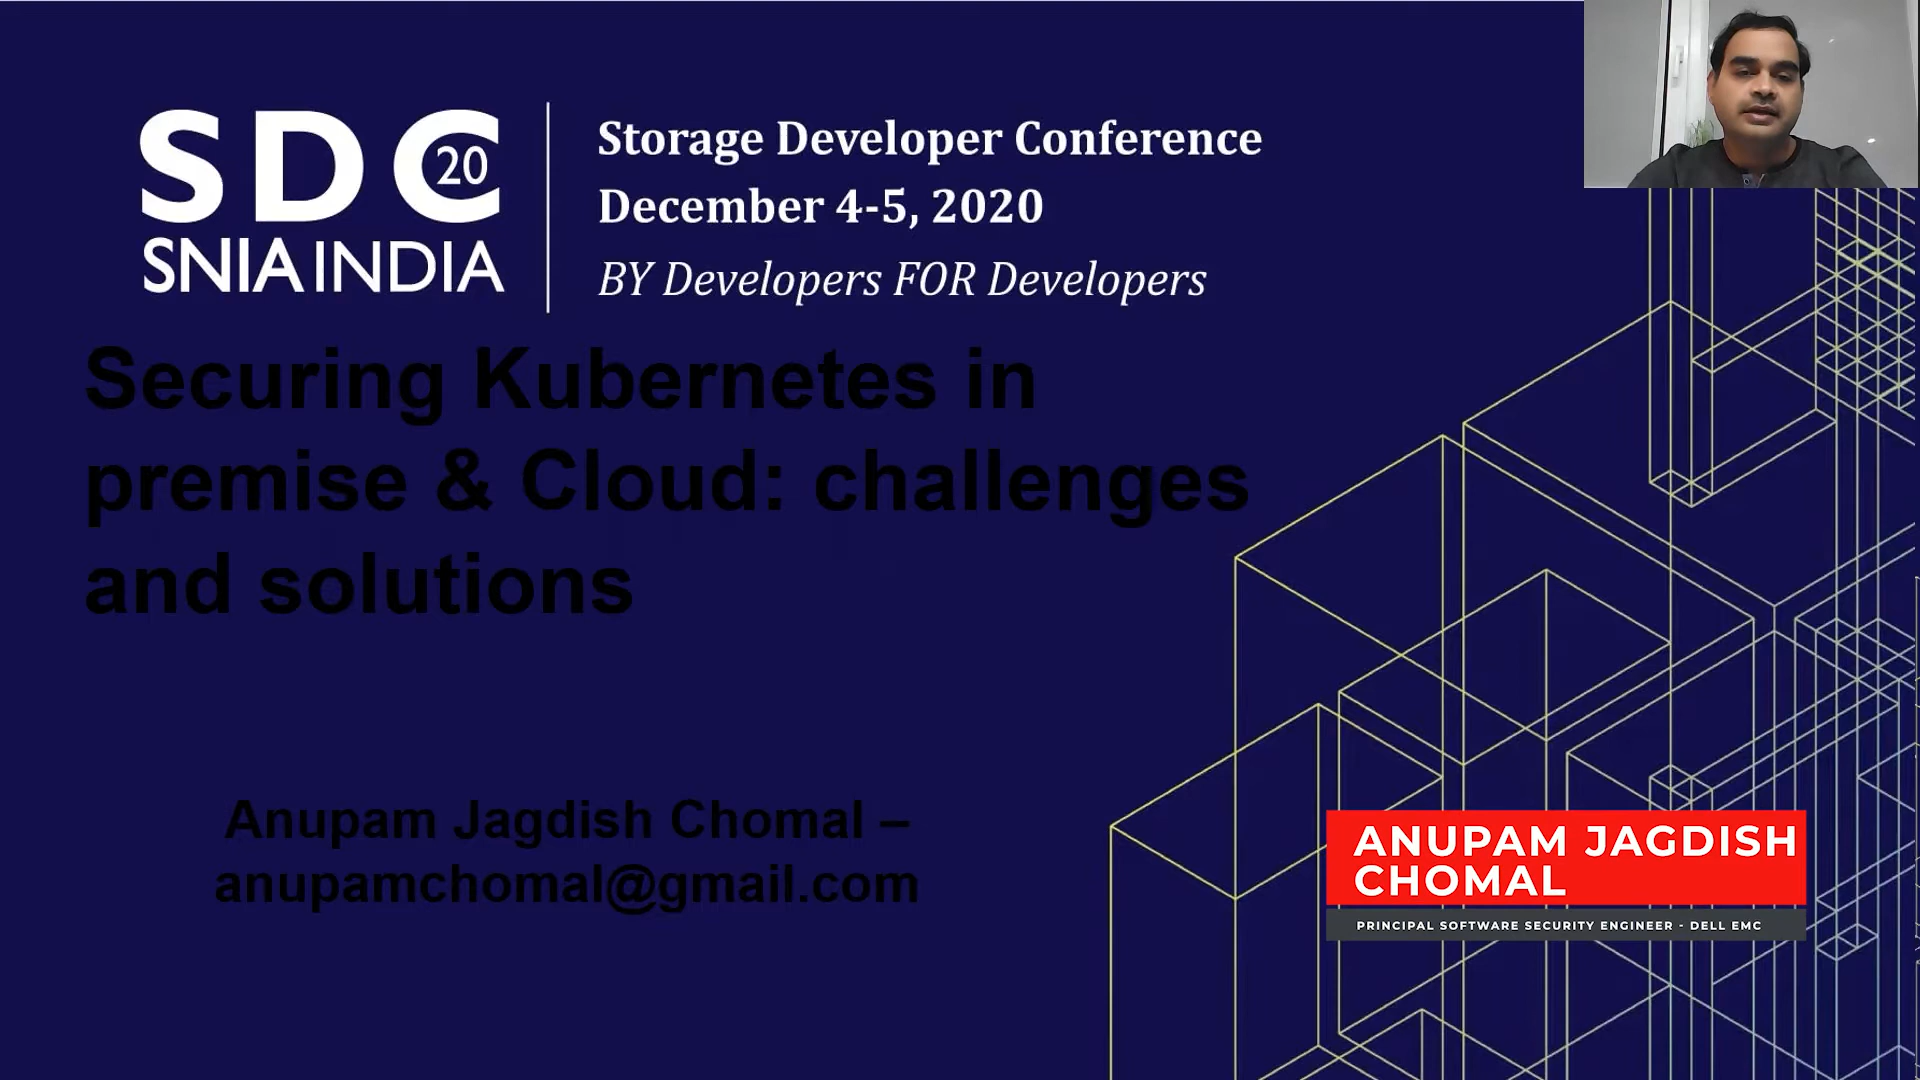 SDC 20
SNIA INDIA
Storage Developer Conference
December 4-5, 2020
BY Developers FOR Developers
Securing Kubernetes in
premise & Cloud: challenges
and solutions
Anupam Jagdish Chomal –
anupamchomal@gmail.com
ANUPAM JAGDISH
CHOMAL
PRINCIPAL SOFTWARE SECURITY ENGINEER - DELL EMC